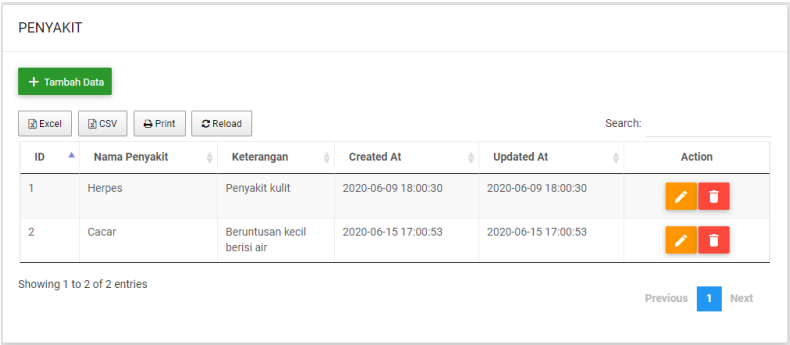 PENYAKIT
+ Tambah Data
Excel CSV Print Reload Search:
ID Nama Penyakit Keterangan Created At Updated At Action
1 Herpes Penyakit kulit 2020-06-09 18:00:30 2020-06-09 18:00:30
2 Cacar Beruntusan kecil 2020-06-15 17:00:53 2020-06-15 17:00:53
berisi air
Showing 1 to 2 of 2 entries
Previous 1 Next